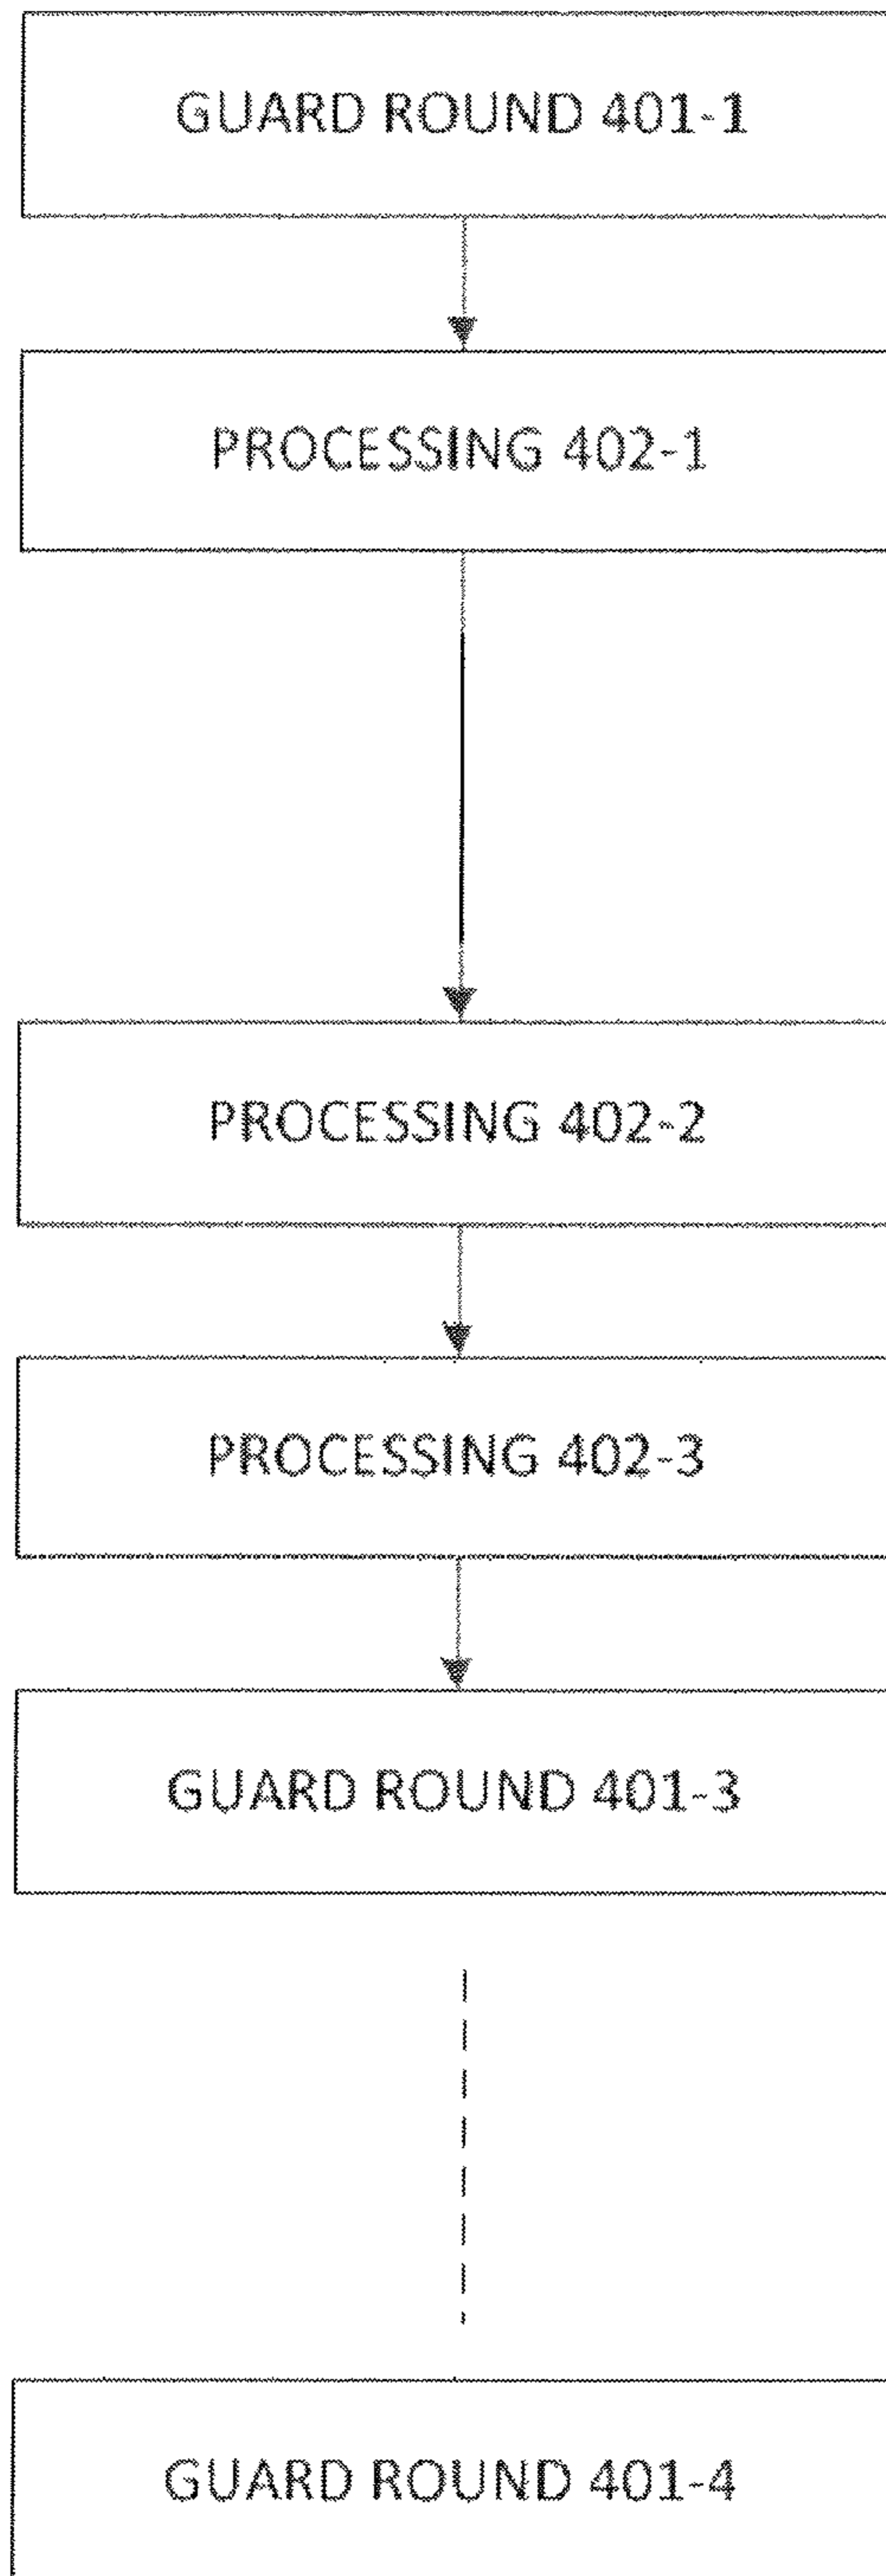 GUARD ROUND 401-1
PROCESSING 402-1
PROCESSING 402-2
PROCESSING 402-3
GUARD ROUND 401-3
GUARD ROUND 401-4